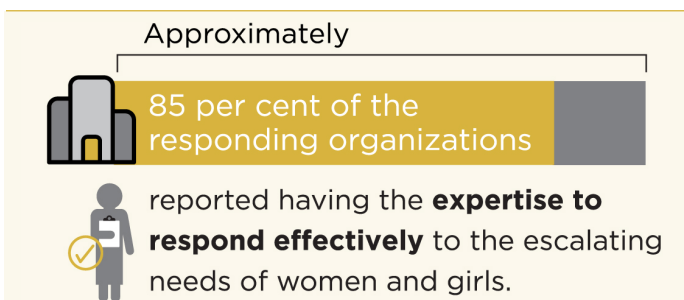 Approximately
85 per cent of the
responding organizations
reported having the expertise to
respond effectively to the escalating
needs of women and girls.